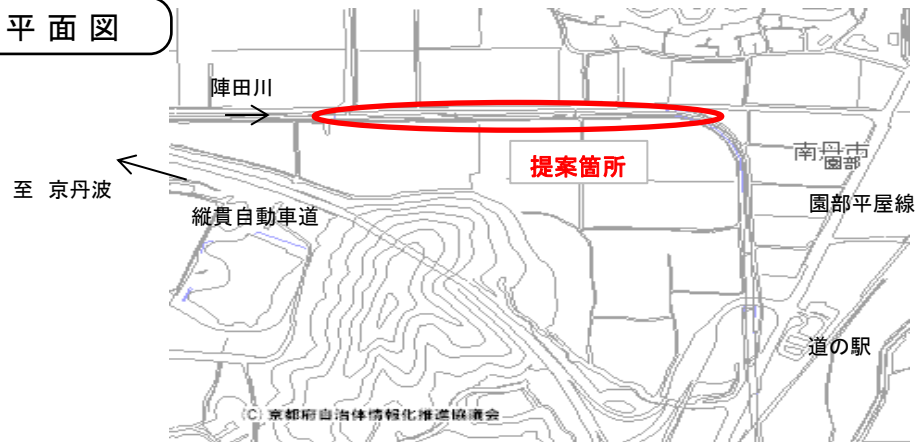 平面図
陣田川
提案箇所
南丹市
園部
至 京丹波
園部平屋線
縦貫自動車道
道の駅
(C) 京都府自治体情報化推進協議会